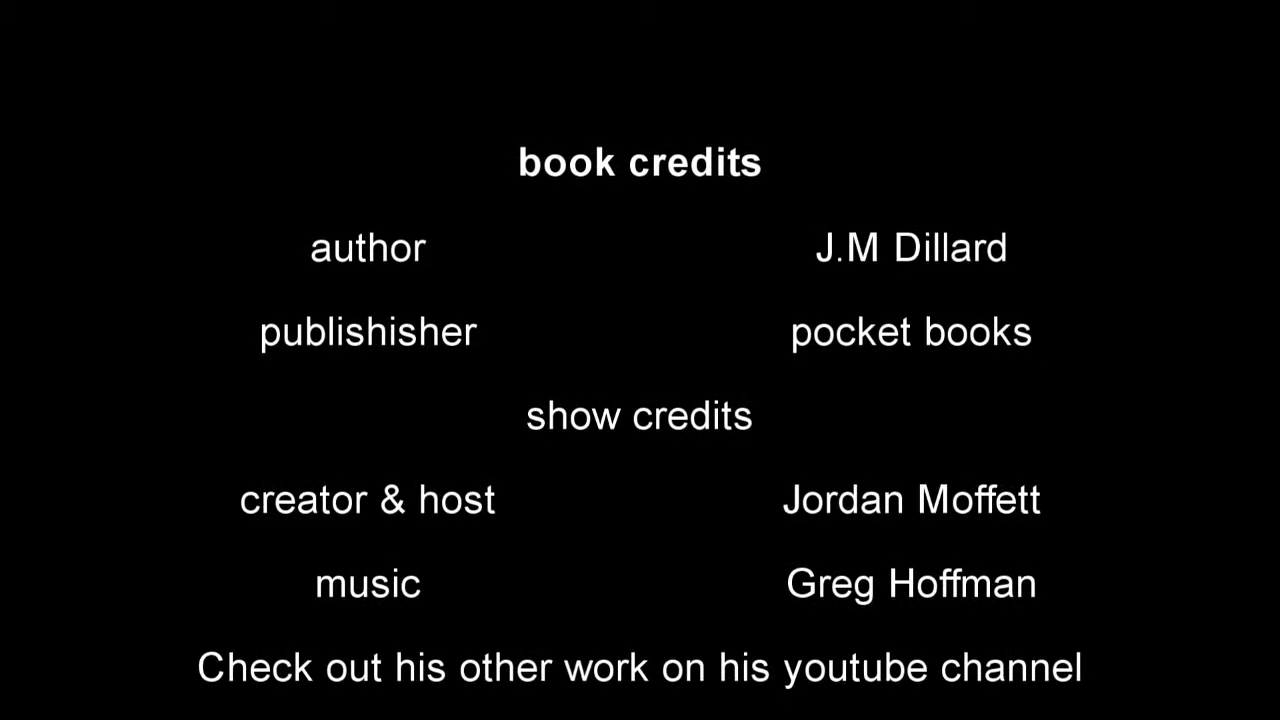 book credits
author J.M Dillard
publishisher pocket books
show credits
creator & host Jordan Moffett
music Greg Hoffman
Check out his other work on his youtube channel